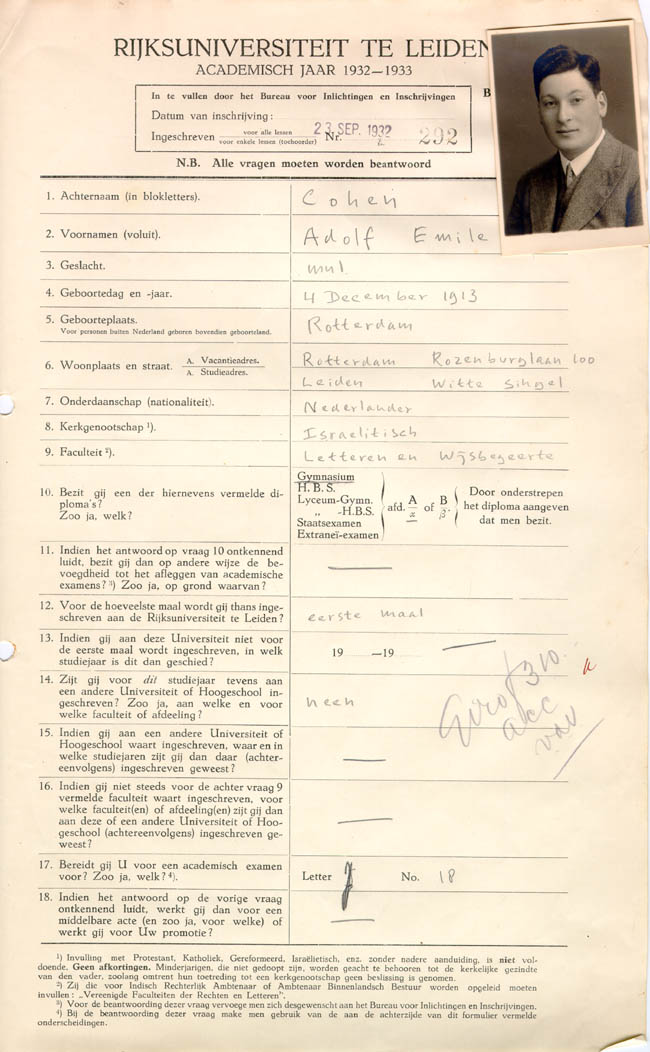 RIJKSUNIVERSITEIT TE LEIDEN
ACADEMISCH JAAR 1932—1933
In te vullen door het Bureau voor Inlichtingen en Inschrijvingen
B
Datum van inschrijving:
Ingeschreven voor alle lessen
voor enkele lessen (toehoorder) Nr. 292
23 SEP. 1932
N.B. Alle vragen moeten worden beantwoord
1. Achternaam (in blokletters). Cohen
2. Voornamen (voluit). Adolf Emile
3. Geslacht. mnl.
4. Geboortedag en -jaar. 4 December 1913
5. Geboorteplaats. Rotterdam
Voor personen buiten Nederland geboren bovendien geboorteland.
6. Woonplaats en straat. A. Vacantieadres. Rotterdam Rozenburglaan 100
A. Studieadres. Leiden Witte Singel
7. Onderdaanschap (nationaliteit). Nederlander
8. Kerkgenootschap ¹). Israelitisch
9. Faculteit ²). Letteren en Wijsbegeerte
10. Bezit gij een der hiernevens vermelde di-
ploma's?
Zoo ja, welk?
Gymnasium
H.B.S.
Lyceum-Gymn.
„ -H.B.S.
Staatsexamen
Extraneï-examen
afd. A/α of B/β.
Door onderstrepen
het diploma aangeven
dat men bezit.
11. Indien het antwoord op vraag 10 ontkennend
luidt, bezit gij dan op andere wijze de be-
voegdheid tot het afleggen van academische
examens? ³) Zoo ja, op grond waarvan?
12. Voor de hoeveelste maal wordt gij thans inge-
schreven aan de Rijksuniversiteit te Leiden? eerste maal
13. Indien gij aan deze Universiteit niet voor
de eerste maal wordt ingeschreven, in welk
studiejaar is dit dan geschied? 19 —19
14. Zijt gij voor dit studiejaar tevens aan
een andere Universiteit of Hoogeschool in-
geschreven? Zoo ja, aan welke en voor
welke faculteit of afdeeling? neen
Giro 310.
acc
15. Indien gij aan een andere Universiteit of
Hoogeschool waart ingeschreven, waar en in
welke studiejaren zijt gij dan daar (achter-
eenvolgens) ingeschreven geweest?
16. Indien gij niet steeds voor de achter vraag 9
vermelde faculteit waart ingeschreven, voor
welke faculteit(en) of afdeeling(en) zijt gij dan
aan deze of een andere Universiteit of Hoo-
geschool (achtereenvolgens) ingeschreven ge-
weest?
17. Bereidt gij U voor een academisch examen
voor? Zoo ja, welk? ⁴). Letter J No. 18
18. Indien het antwoord op de vorige vraag
ontkennend luidt, werkt gij dan voor een
middelbare acte (en zoo ja, voor welke) of
werkt gij voor Uw promotie?
¹) Invulling met Protestant, Katholiek, Gereformeerd, Israëlietisch, enz. zonder nadere aanduiding, is niet vol-
doende. Geen afkortingen. Minderjarigen, die niet gedoopt zijn, worden geacht te behooren tot de kerkelijke gezindte
van den vader, zoolang omtrent hun toetreding tot een kerkgenootschap geen beslissing is genomen.
²) Zij die voor Indisch Rechterlijk Ambtenaar of Ambtenaar Binnenlandsch Bestuur worden opgeleid moeten
invullen: „Vereenigde Faculteiten der Rechten en Letteren".
³) Voor de beantwoording dezer vraag vervoege men zich desgewenscht aan het Bureau voor Inlichtingen en Inschrijvingen.
⁴) Bij de beantwoording dezer vraag make men gebruik van de aan de achterzijde van dit formulier vermelde
onderscheidingen.